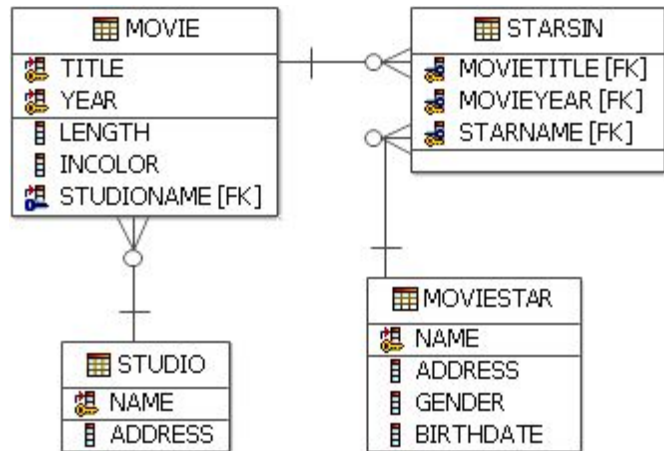 MOVIE
TITLE
YEAR
LENGTH
INCOLOR
STUDIONAME [FK]
STARSIN
MOVIETITLE [FK]
MOVIEYEAR [FK]
STARNAME [FK]
STUDIO
NAME
ADDRESS
MOVIESTAR
NAME
ADDRESS
GENDER
BIRTHDATE